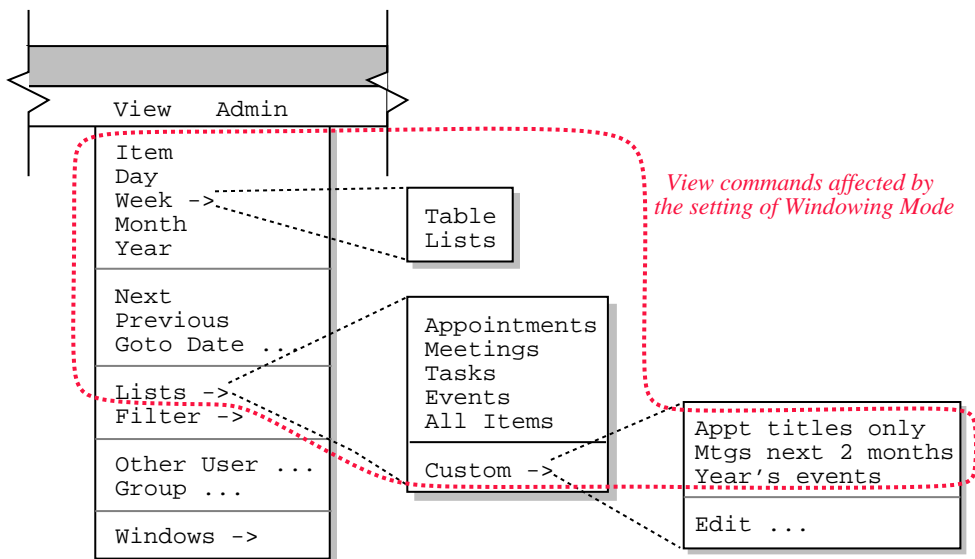 View Admin
Item
Day
Week ->
Month
Year
Next
Previous
Goto Date ...
Lists ->
Filter ->
Other User ...
Group ...
Windows ->
Table
Lists
Appointments
Meetings
Tasks
Events
All Items
Custom ->
Appt titles only
Mtgs next 2 months
Year's events
Edit ...
View commands affected by
the setting of Windowing Mode